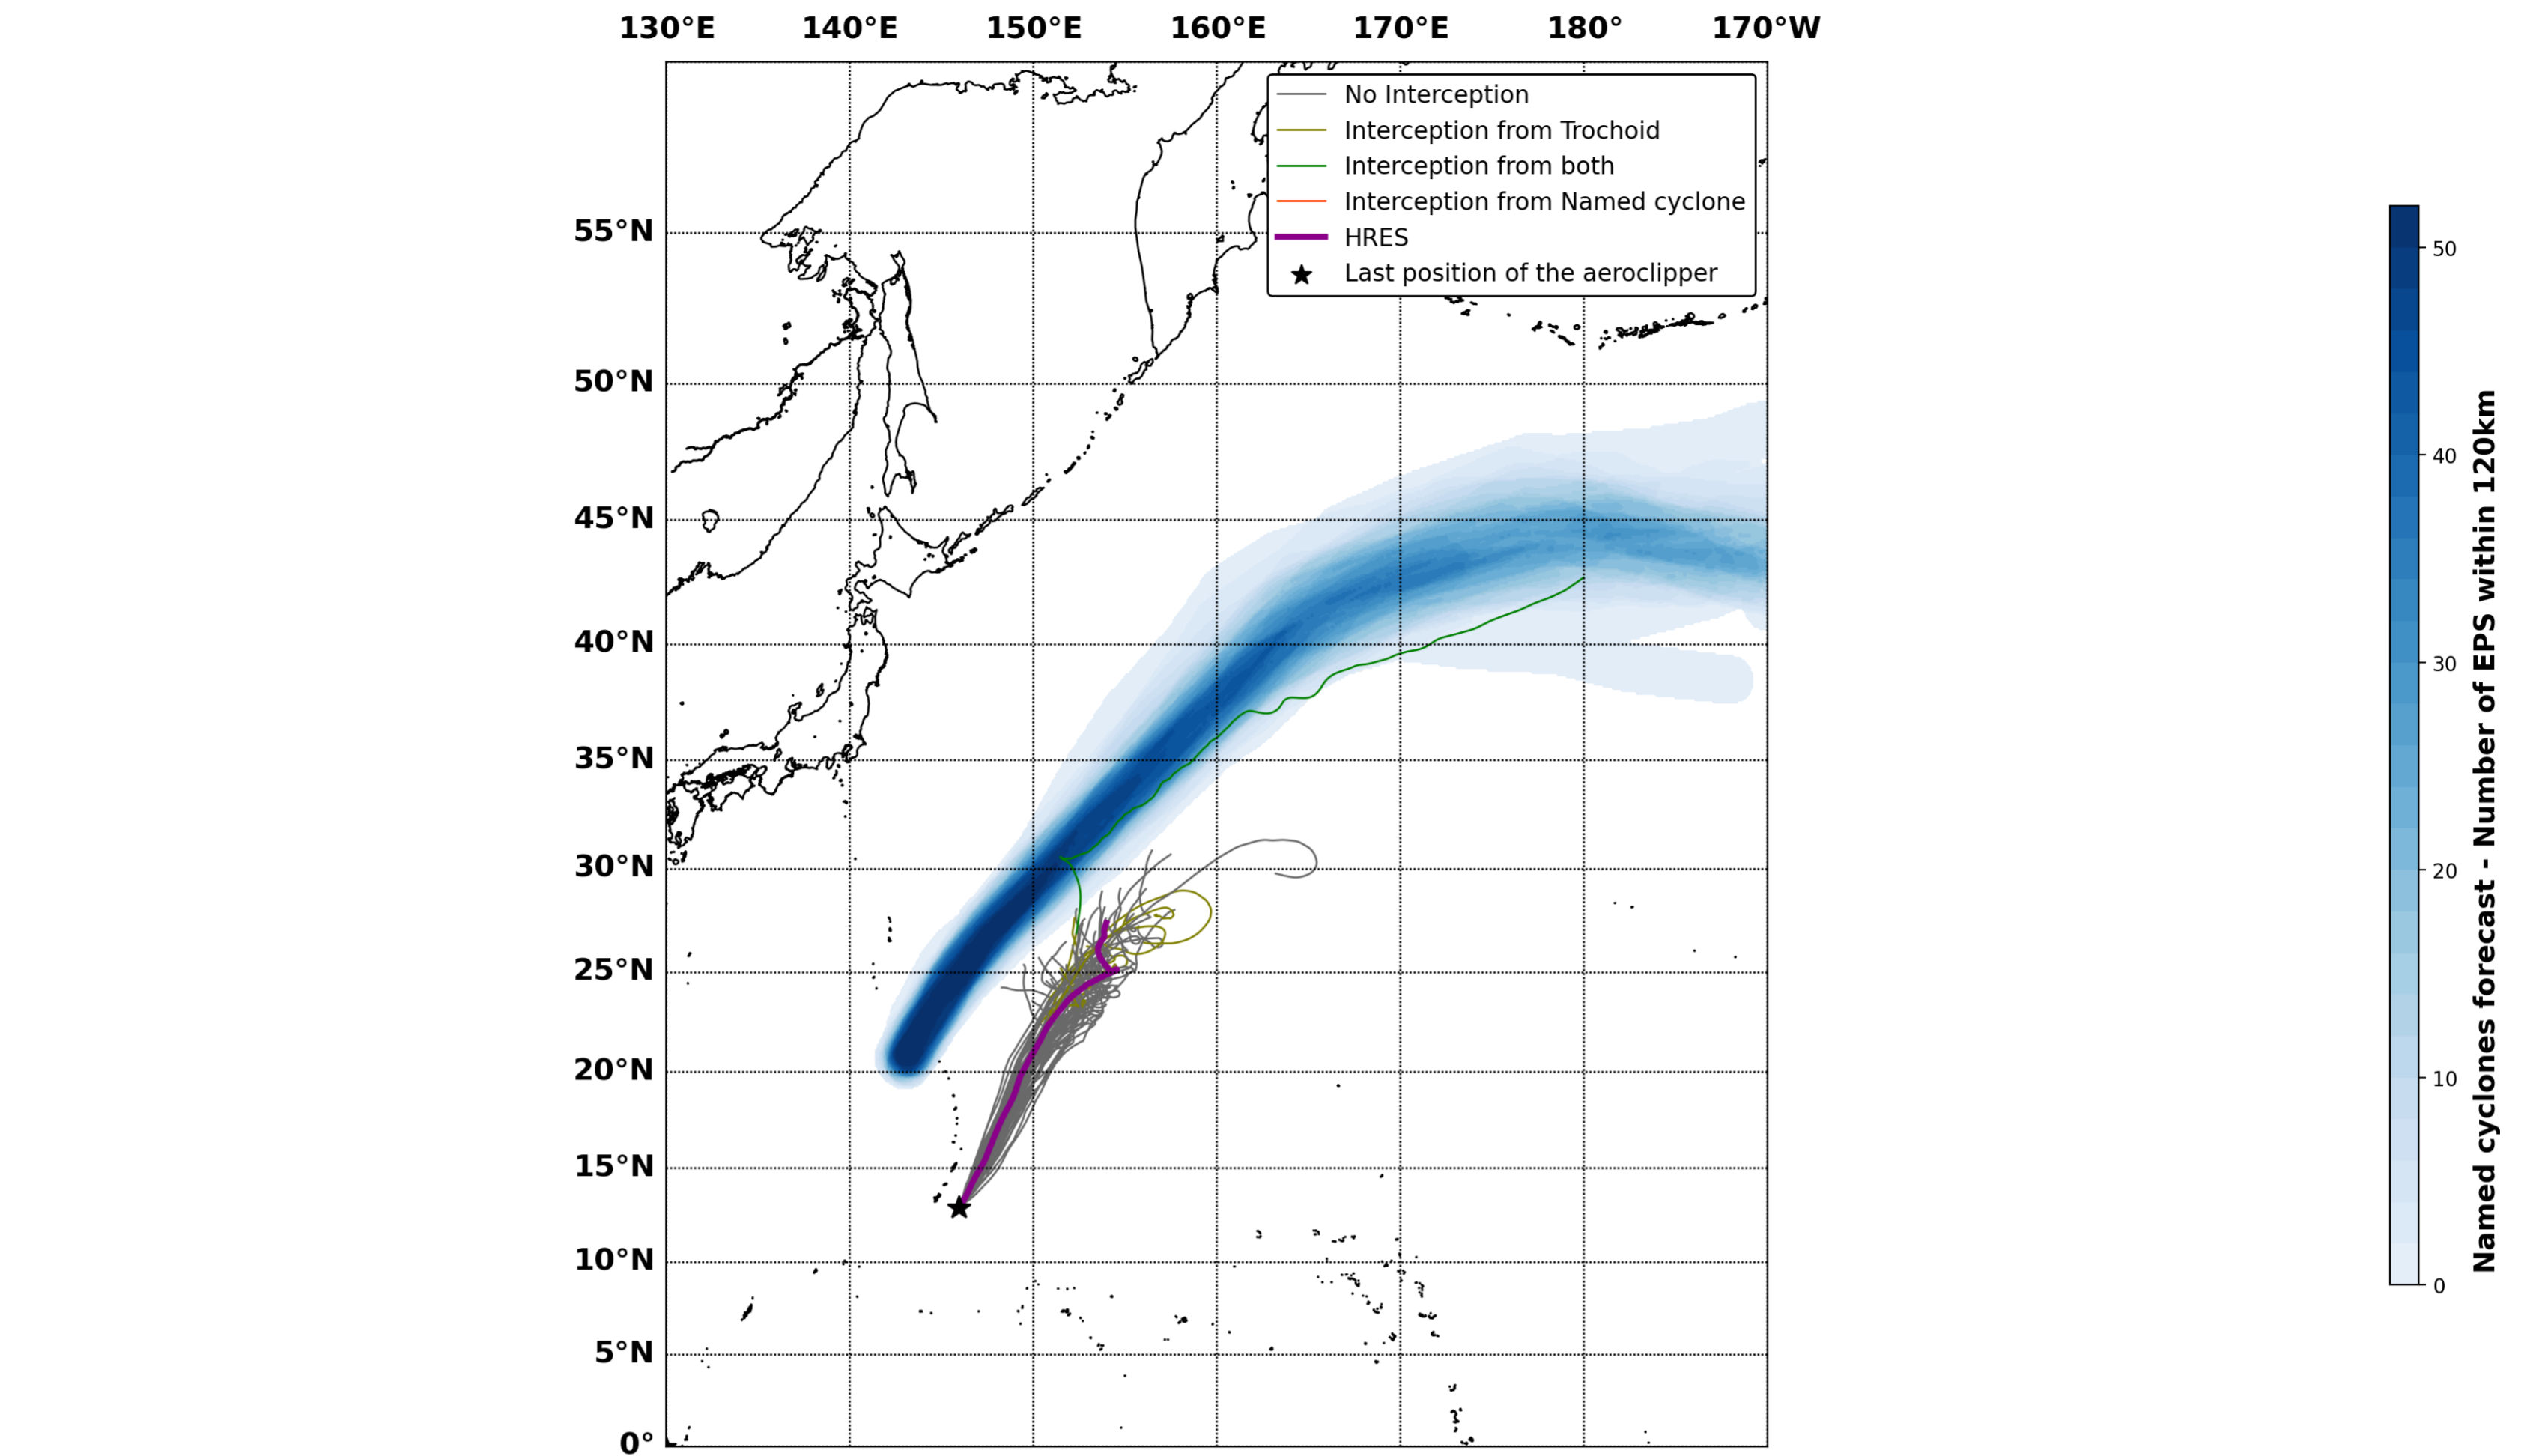 130°E 140°E 150°E 160°E 170°E 180° 170°W
No Interception
Interception from Trochoid
Interception from both
Interception from Named cyclone
HRES
Last position of the aeroclipper
55°N
50°N
45°N
40°N
35°N
30°N
25°N
20°N
15°N
10°N
5°N
0°
50
40
30
20
10
0
Named cyclones forecast - Number of EPS within 120km